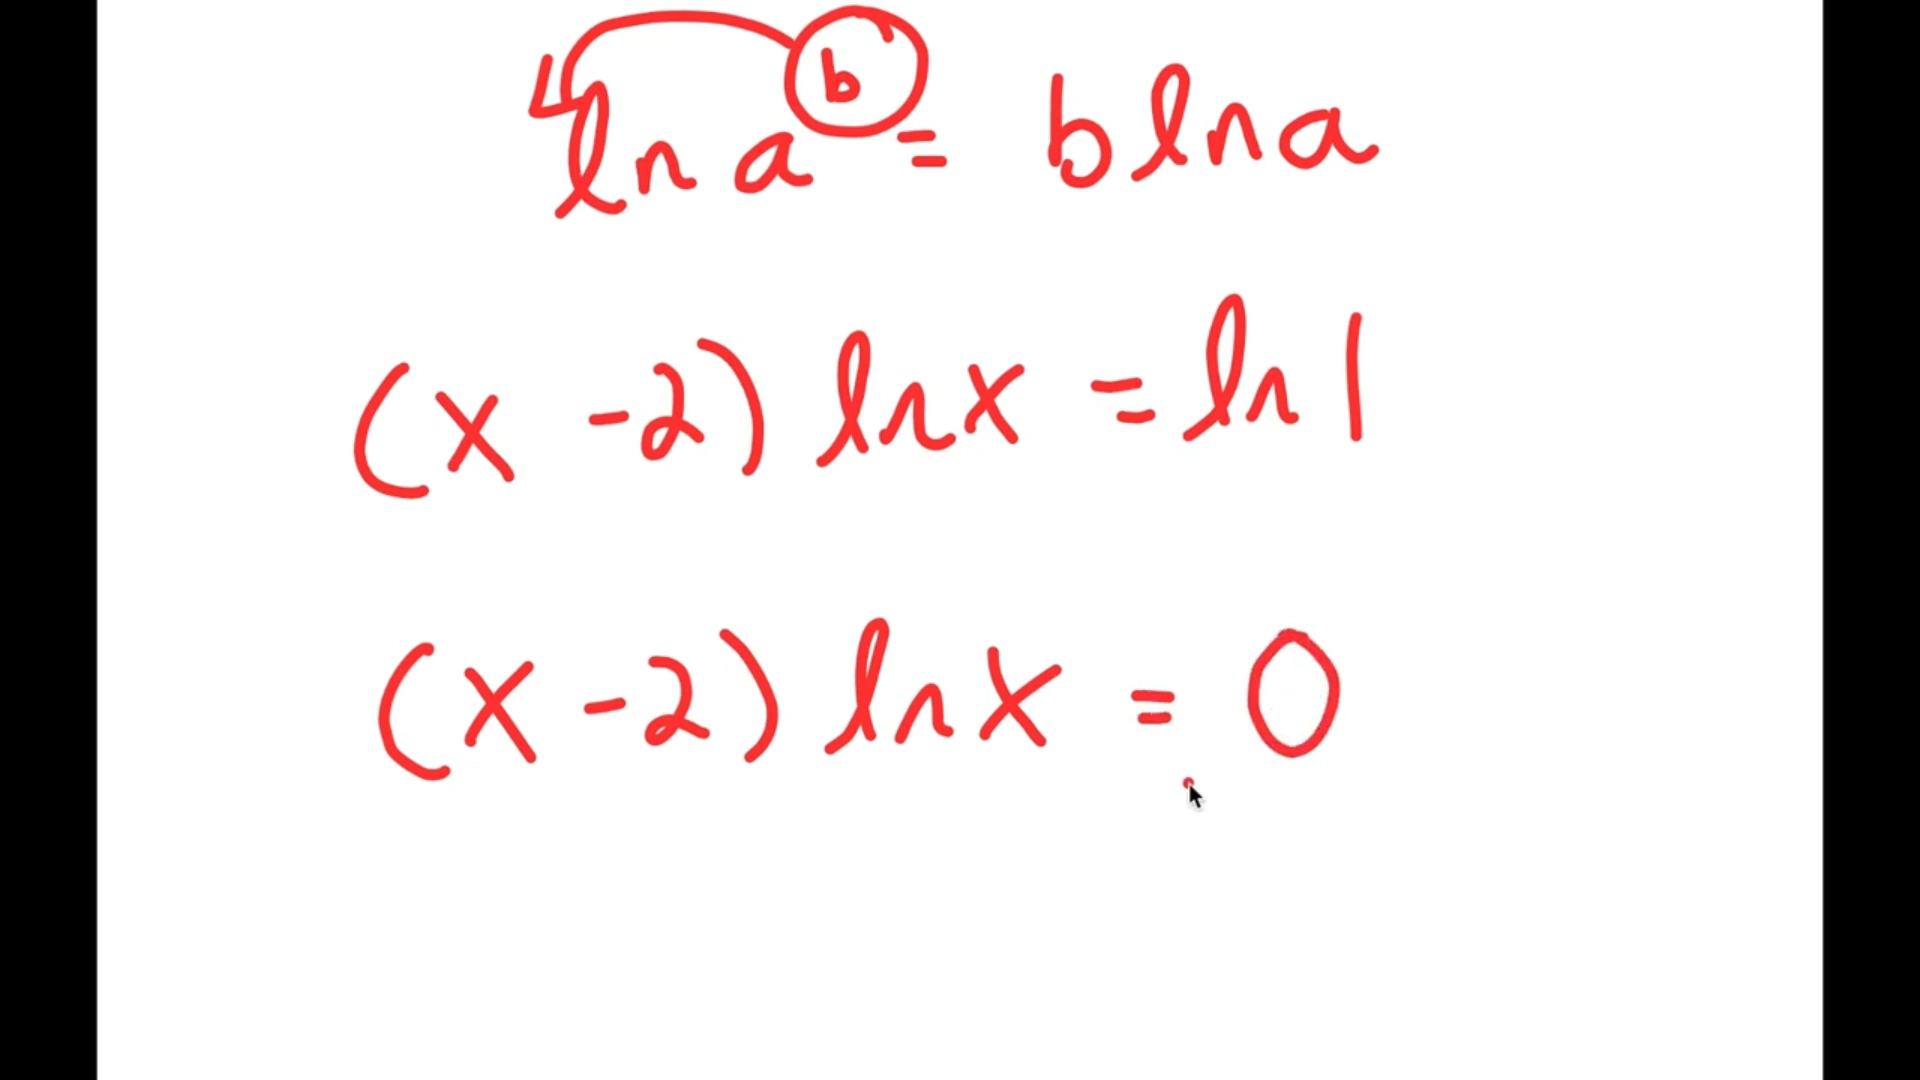 ln a^b = b ln a
(x - 2) ln x = ln 1
(x - 2) ln x = 0